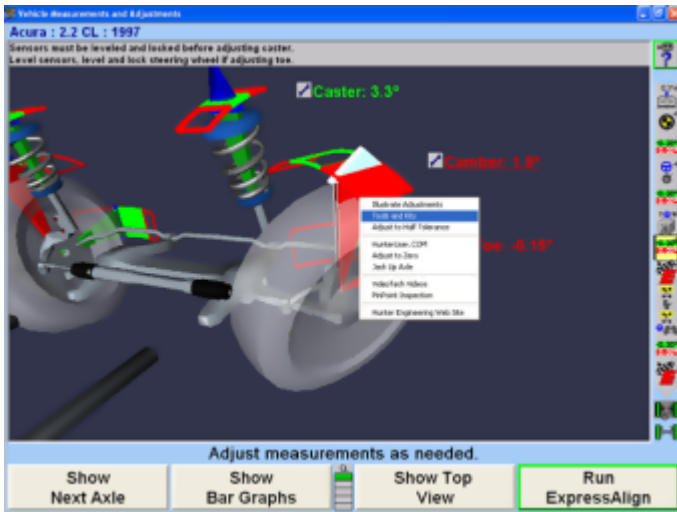 Vehicle Measurements and Adjustments
Acura : 2.2 CL : 1997
Sensors must be leveled and locked before adjusting caster.
Level sensors, level and lock steering wheel if adjusting toe.
Caster: 3.3°
Camber: 1.8°
Illustrate Adjustments
Tools and Kits
Adjust to Half Tolerance
-0.15°
HunterUser.COM
Adjust to Zero
Jack Up Axle
VideoTech Videos
PinPoint Inspection
Hunter Engineering Web Site
Adjust measurements as needed.
Show
Next Axle
Show
Bar Graphs
Show Top
View
Run
ExpressAlign